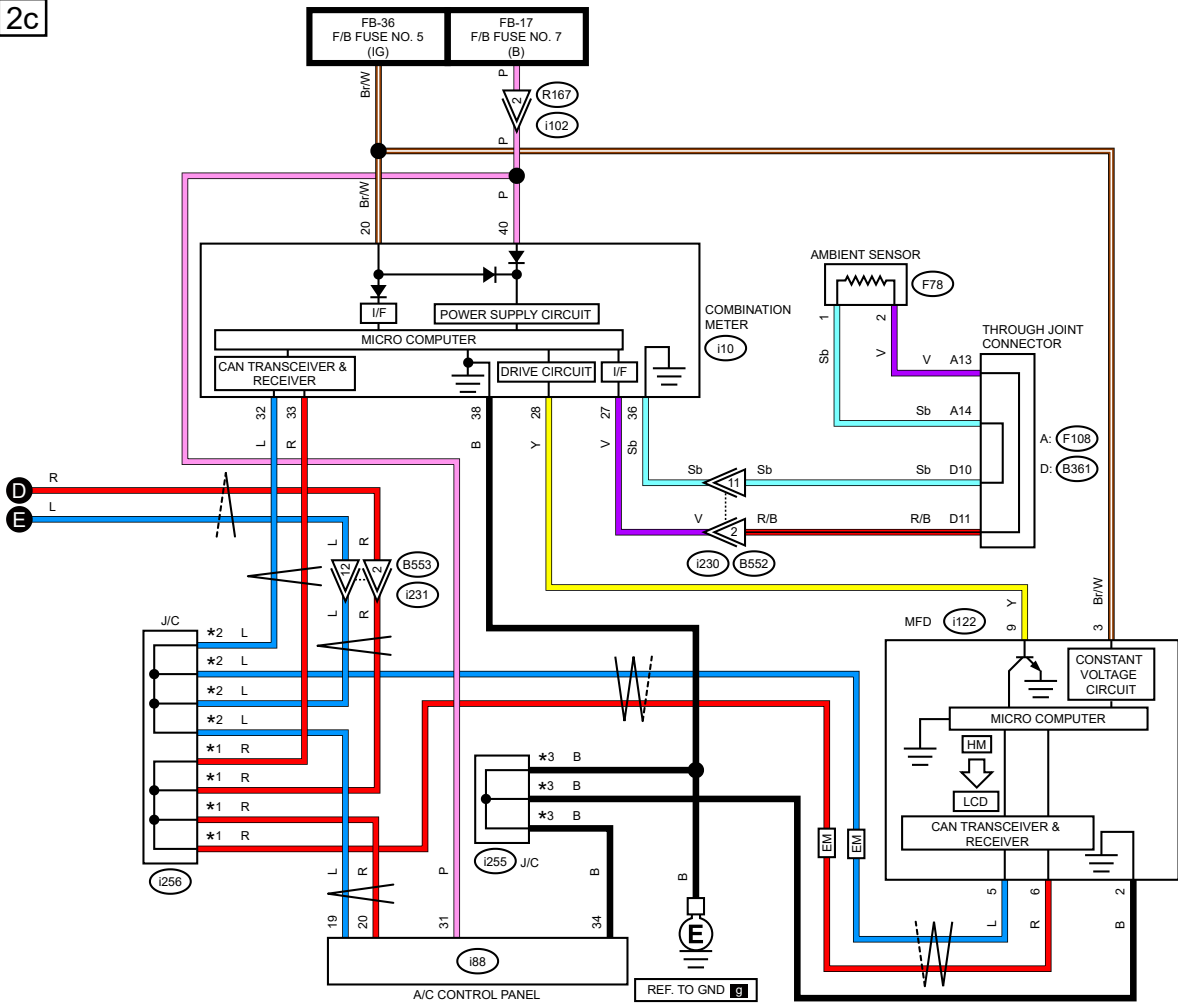 2c
FB-36
F/B FUSE NO. 5
(IG)
FB-17
F/B FUSE NO. 7
(B)
Br/W
P
2
R167
i102
P
Br/W
P
20
40
I/F
POWER SUPPLY CIRCUIT
MICRO COMPUTER
CAN TRANSCEIVER &
RECEIVER
DRIVE CIRCUIT
I/F
COMBINATION
METER
i10
AMBIENT SENSOR
F78
1
2
Sb
V
THROUGH JOINT
CONNECTOR
V A13
Sb A14
Sb D10
R/B D11
A: F108
D: B361
32
33
38
28
27
36
L
R
B
Y
V
Sb
Sb
11
Sb
V
2
R/B
i230
B552
D
R
E
L
L
R
12
2
B553
i231
L
R
J/C
*2 L
*2 L
*2 L
*2 L
*1 R
*1 R
*1 R
*1 R
i256
*3 B
*3 B
*3 B
i255
J/C
Y
Br/W
9
3
MFD
i122
CONSTANT
VOLTAGE
CIRCUIT
MICRO COMPUTER
HM
LCD
CAN TRANSCEIVER &
RECEIVER
EM
EM
5
6
2
L
R
B
L
R
P
B
B
19
20
31
34
i88
A/C CONTROL PANEL
E
REF. TO GND g